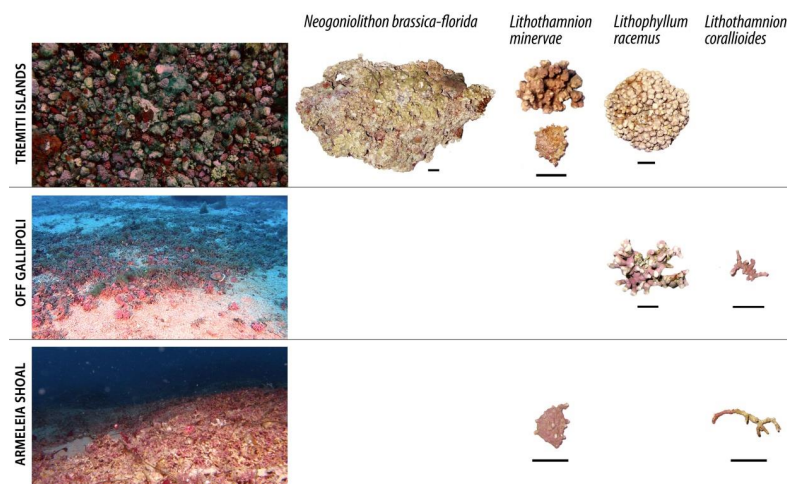 Neogoniolithon brassica-florida
Lithothamnion
minervae
Lithophyllum
racemus
Lithothamnion
corallioides
TREMITI ISLANDS
OFF GALLIPOLI
ARMELEIA SHOAL